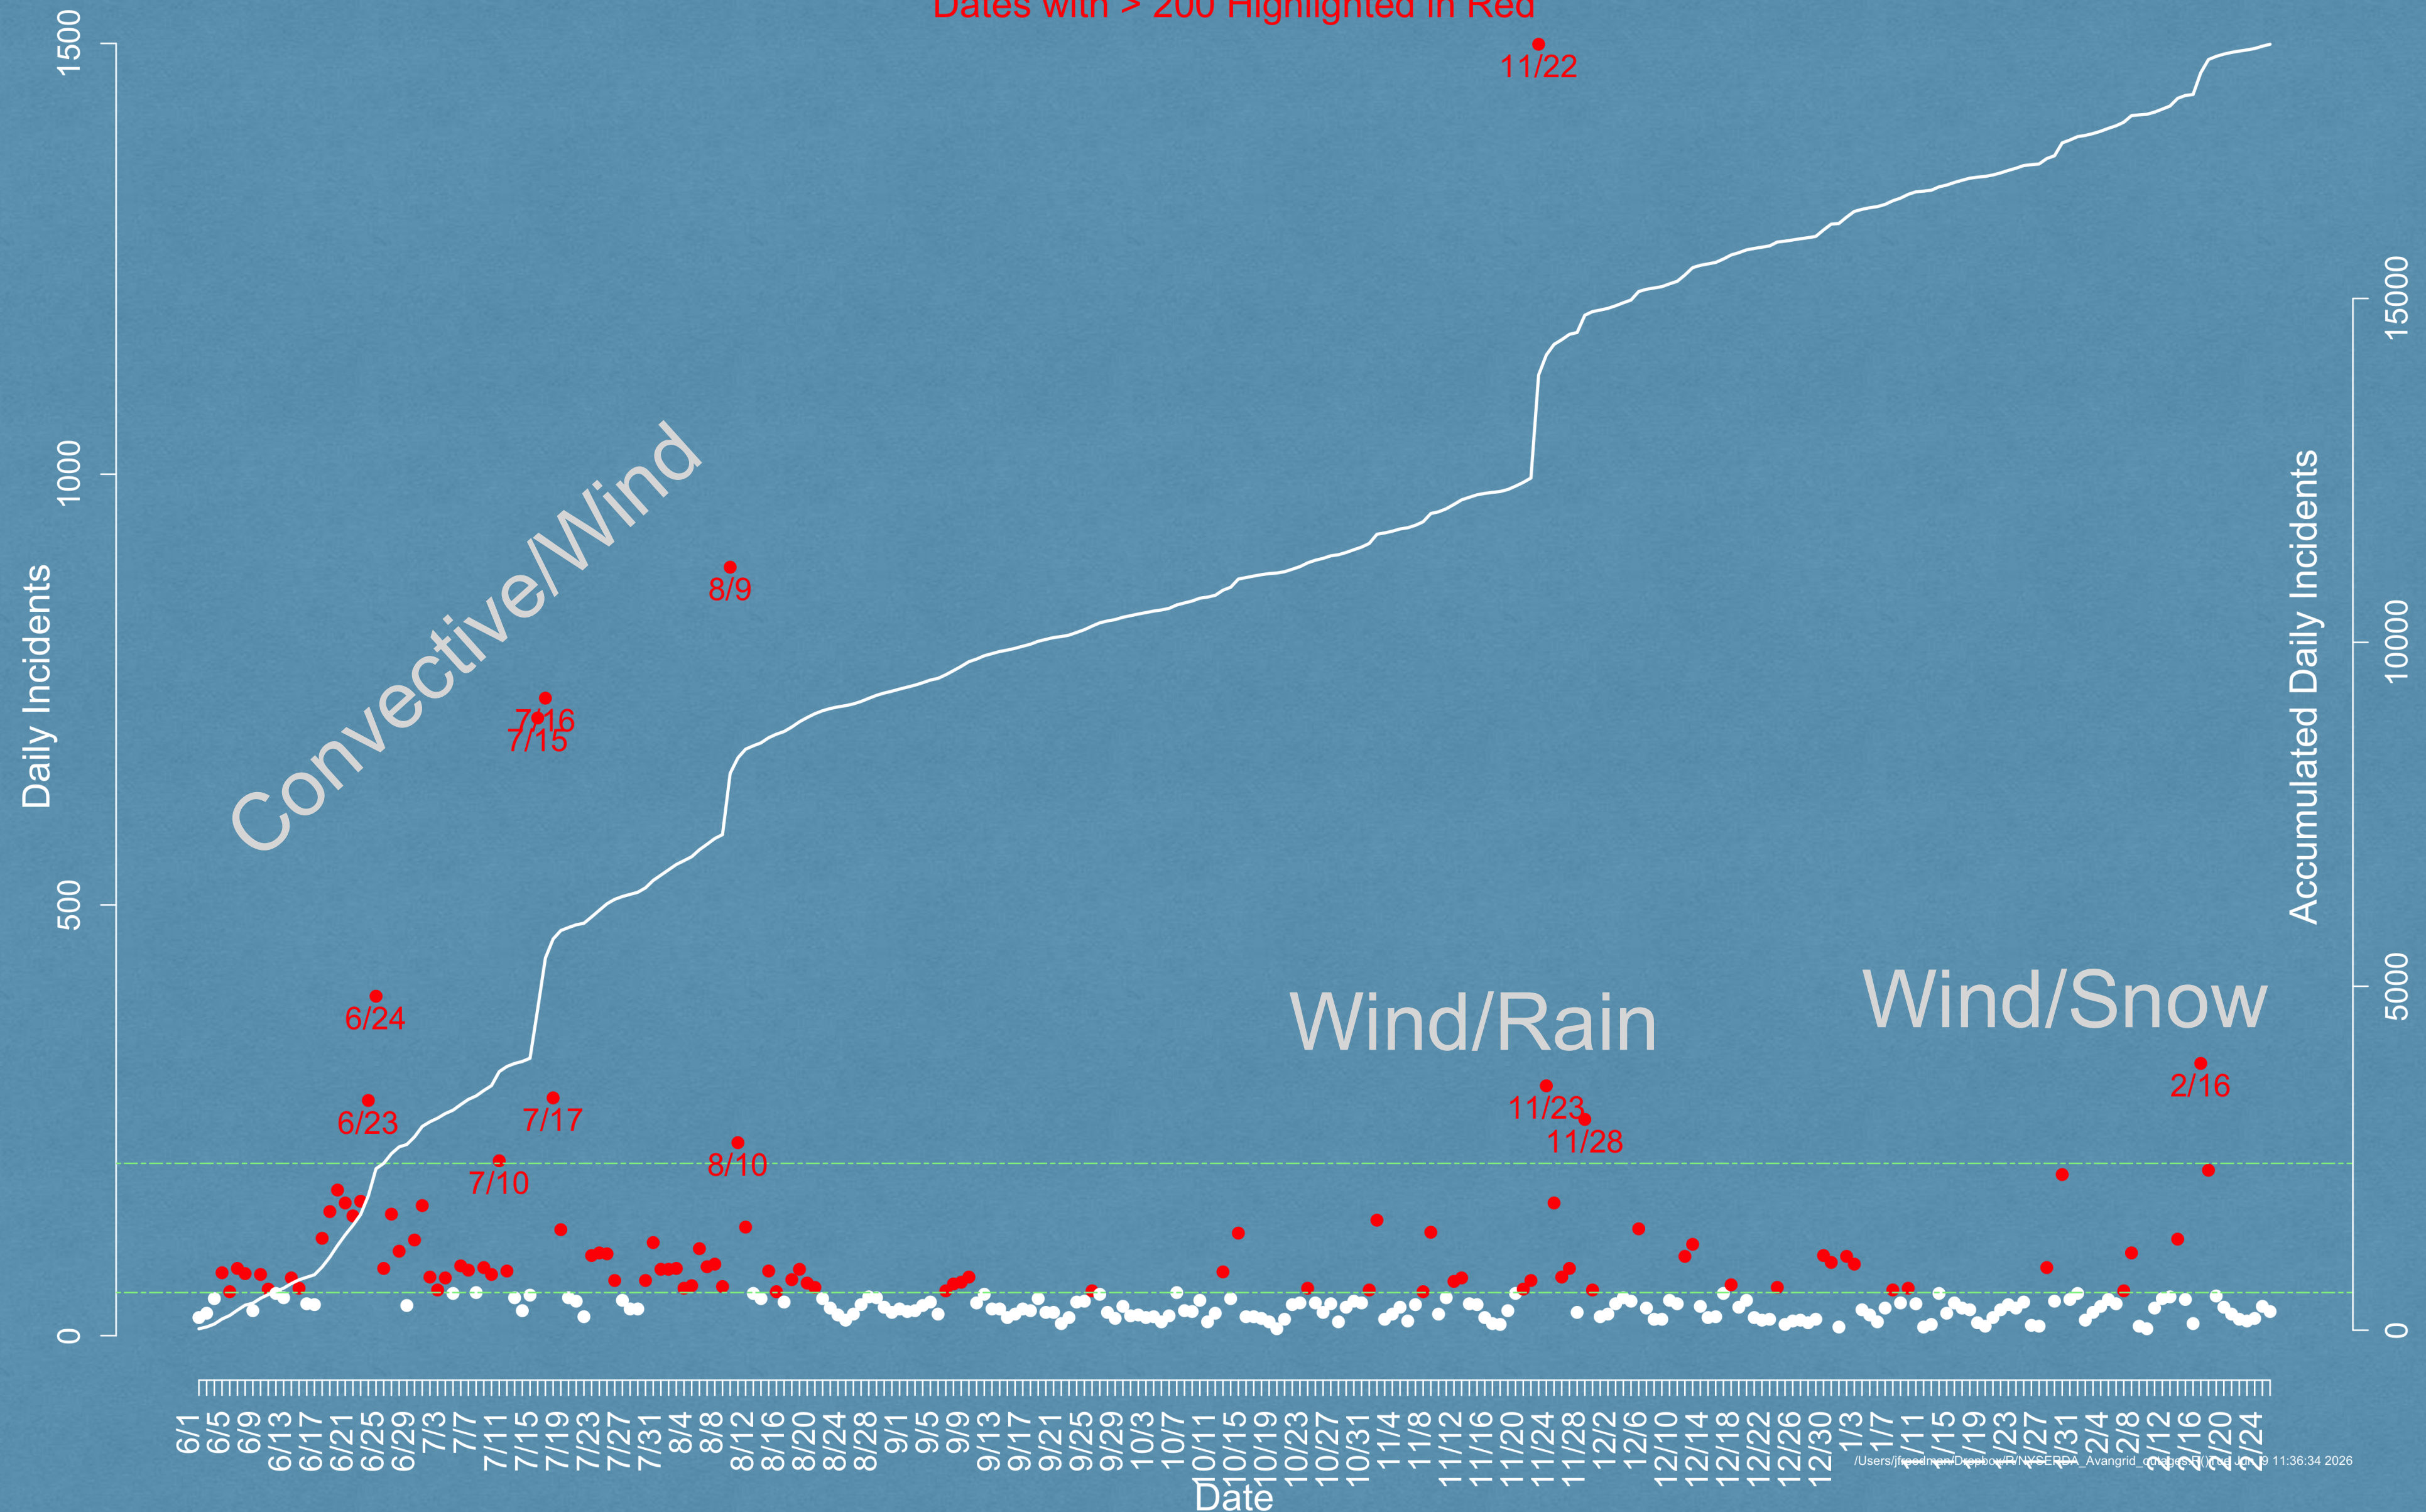 Dates with > 200 Highlighted in Red
1500
1000
500
0
Daily Incidents
Convective/Wind
Wind/Rain
Wind/Snow
11/22
8/9
7/16
7/15
6/24
6/23
7/17
7/10
8/10
11/23
11/28
2/16
15000
10000
5000
0
Accumulated Daily Incidents
6/1 6/5 6/9 6/13 6/17 6/21 6/25 6/29 7/3 7/7 7/11 7/15 7/19 7/23 7/27 7/31 8/4 8/8 8/12 8/16 8/20 8/24 8/28 9/1 9/5 9/9 9/13 9/17 9/21 9/25 9/29 10/3 10/7 10/11 10/15 10/19 10/23 10/27 10/31 11/4 11/8 11/12 11/16 11/20 11/24 11/28 12/2 12/6 12/10 12/14 12/18 12/22 12/26 12/30 1/3 1/7 1/11 1/15 1/19 1/23 1/27 1/31 2/4 2/8 2/12 2/16 2/20 2/24
/Users/jfreedman/Dropbox/R/NYSERDA_Avangrid_outages.R() 11:36:34 2026
Date